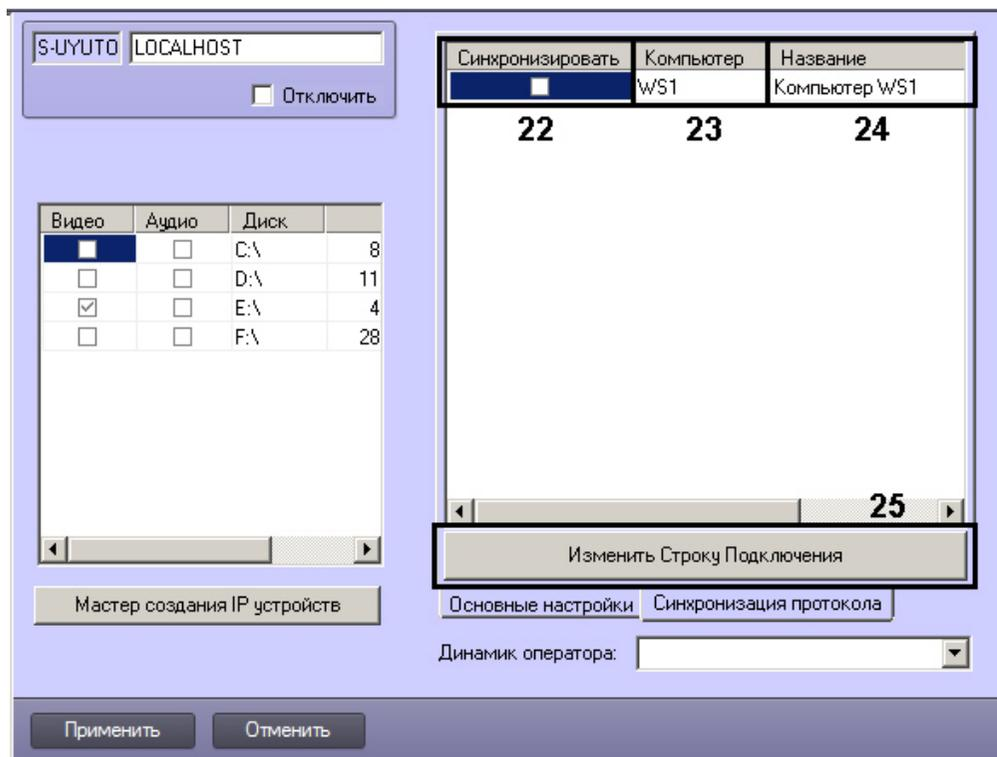 S-UYUTO LOCALHOST
Отключить
Видео Аудио Диск
C:\ 8
D:\ 11
E:\ 4
F:\ 28
Мастер создания IP устройств
Синхронизировать Компьютер Название
WS1 Компьютер WS1
22 23 24
25
Изменить Строку Подключения
Основные настройки Синхронизация протокола
Динамик оператора:
Применить Отменить